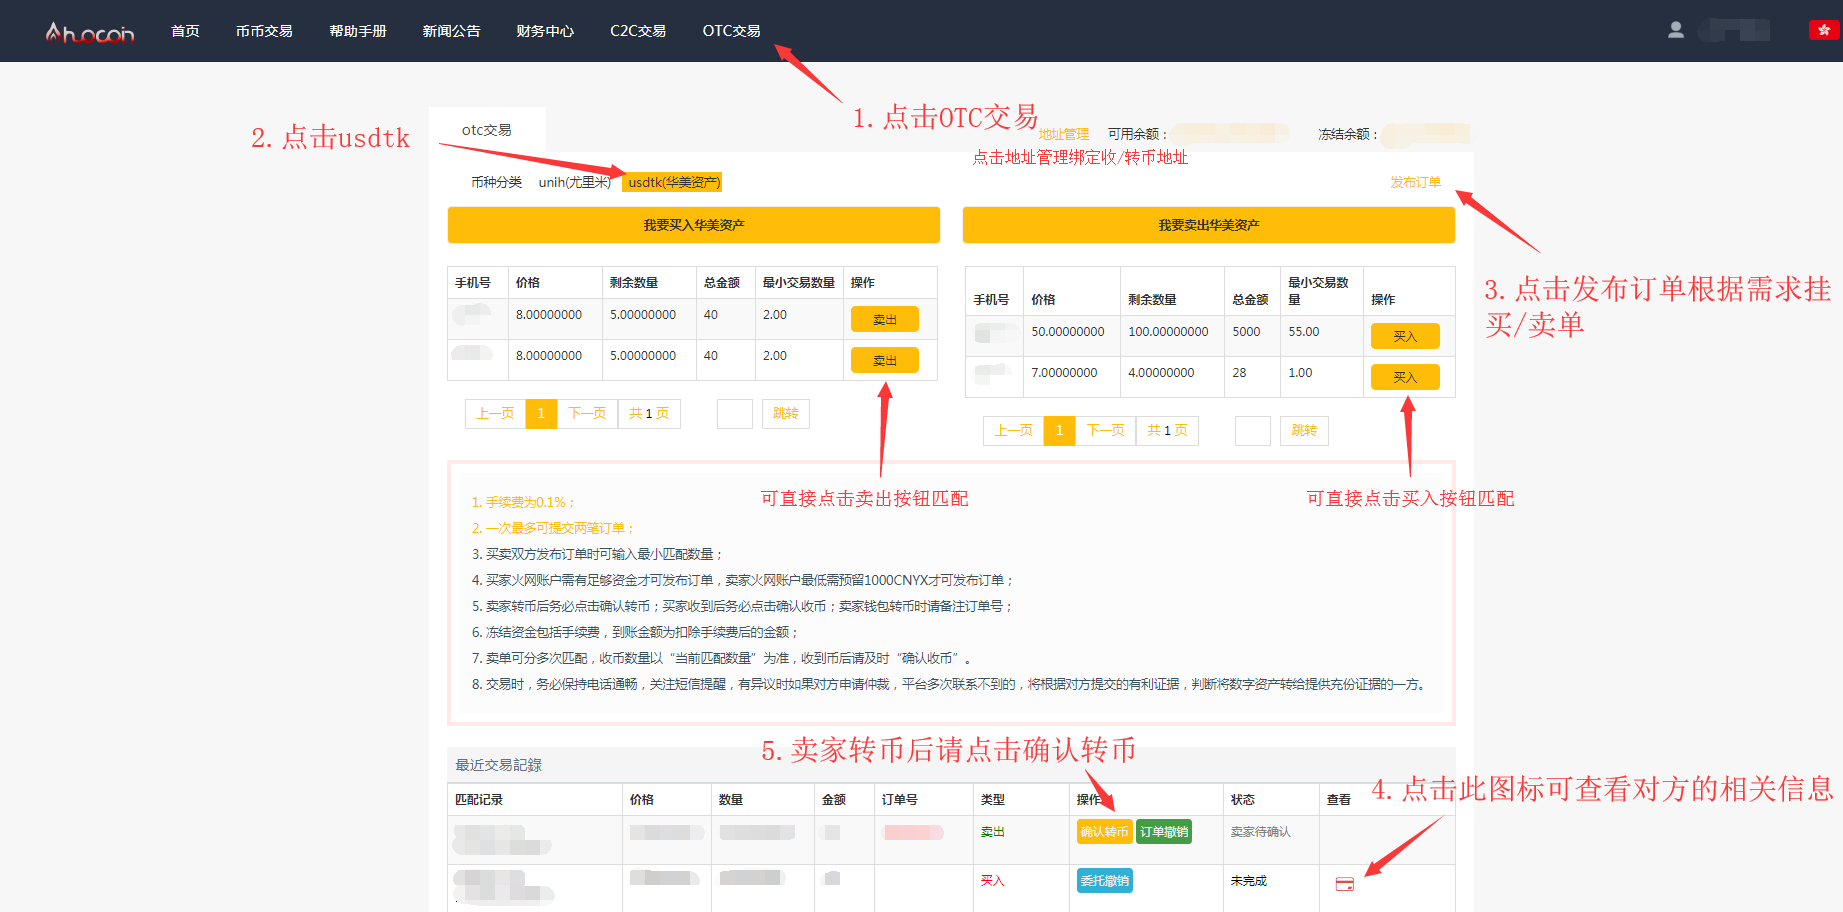 Ahuocoin 首页 币币交易 帮助手册 新闻公告 财务中心 C2C交易 OTC交易
1. 点击OTC交易
2. 点击usdtk
otc交易
地址管理 可用余额： 冻结余额：
点击地址管理绑定收/转币地址
币种分类 unih(尤里米) usdtk(华美资产) 发布订单
我要买入华美资产 我要卖出华美资产
3. 点击发布订单根据需求挂
买/卖单
手机号 价格 剩余数量 总金额 最小交易数量 操作
8.00000000 5.00000000 40 2.00 卖出
8.00000000 5.00000000 40 2.00 卖出
上一页 1 下一页 共 1 页 跳转
手机号 价格 剩余数量 总金额 最小交易数
量 操作
50.00000000 100.00000000 5000 55.00 买入
7.00000000 4.00000000 28 1.00 买入
上一页 1 下一页 共 1 页 跳转
可直接点击卖出按钮匹配
可直接点击买入按钮匹配
1. 手续费为0.1%；
2. 一次最多可提交两笔订单；
3. 买卖双方发布订单时可输入最小匹配数量；
4. 买家火网账户需有足够资金才可发布订单，卖家火网账户最低需预留1000CNYX才可发布订单；
5. 卖家转币后务必点击确认转币；买家收到后务必点击确认收币；卖家钱包转币时请备注订单号；
6. 冻结资金包括手续费，到账金额为扣除手续费后的金额；
7. 卖单可分多次匹配，收币数量以“当前匹配数量”为准，收到币后请及时“确认收币”。
8. 交易时，务必保持电话通畅，关注短信提醒，有异议时如果对方申请仲裁，平台多次联系不到的，将根据对方提交的有利证据，判断将数字资产转给提供充份证据的一方。
5. 卖家转币后请点击确认转币
最近交易記錄
4. 点击此图标可查看对方的相关信息
匹配记录 价格 数量 金额 订单号 类型 操作 状态 查看
卖出 确认转币 订单撤销 卖家待确认
买入 委托撤销 未完成